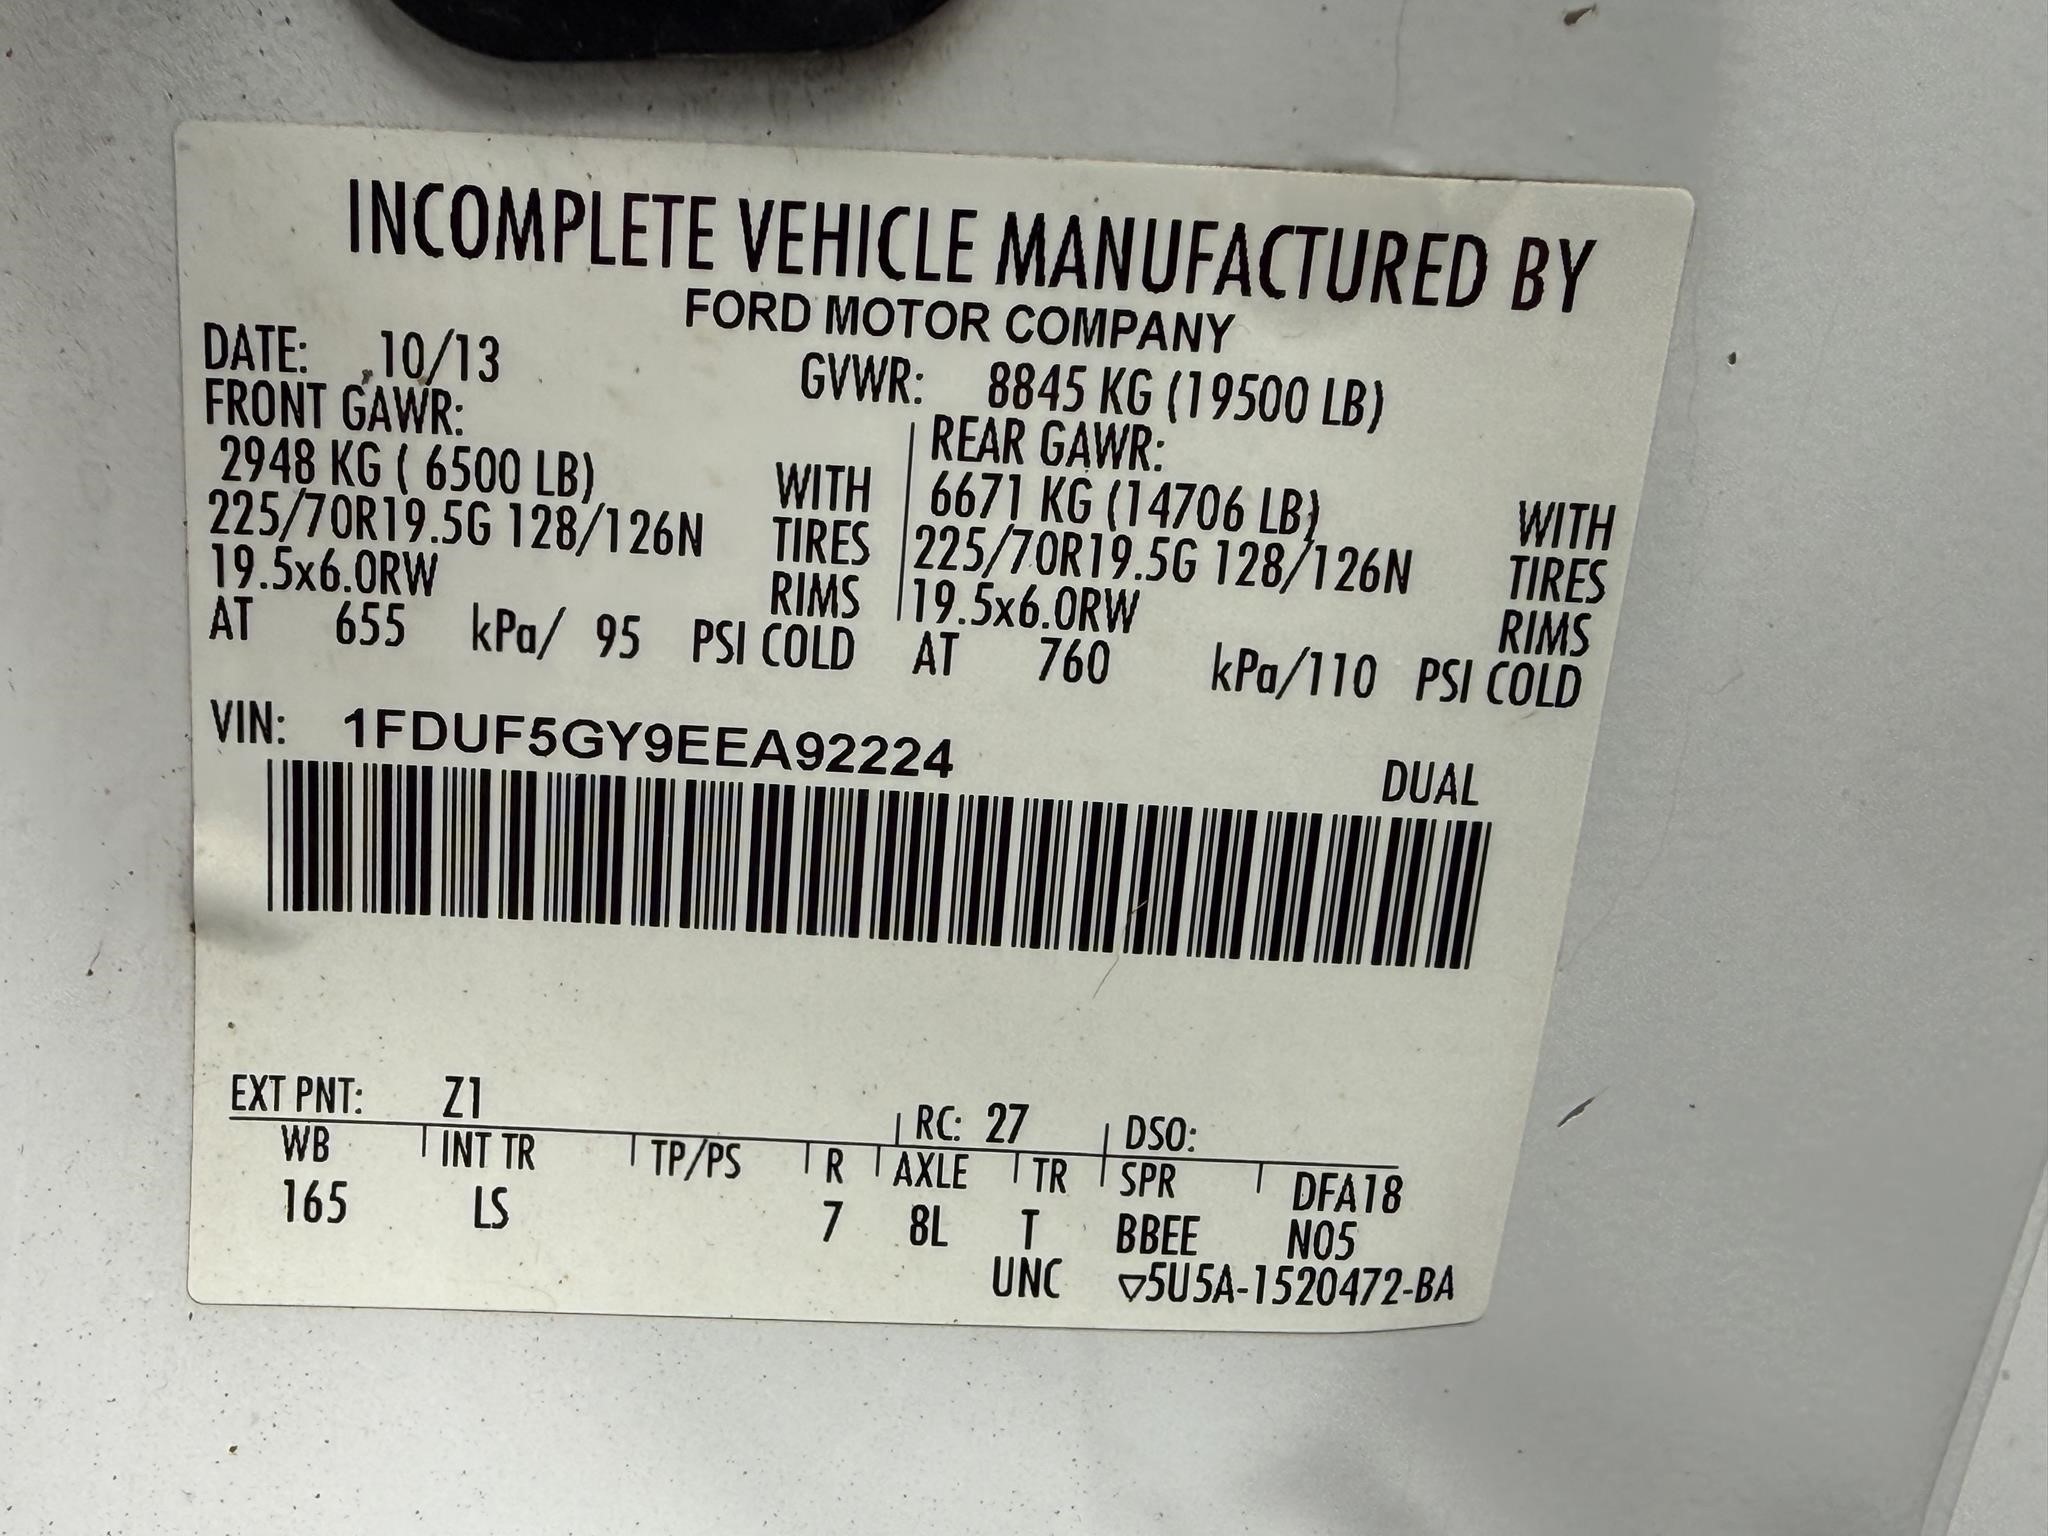 INCOMPLETE VEHICLE MANUFACTURED BY
FORD MOTOR COMPANY
DATE: 10/13 GVWR: 8845 KG (19500 LB)
FRONT GAWR: REAR GAWR:
2948 KG ( 6500 LB) WITH 6671 KG (14706 LB) WITH
225/70R19.5G 128/126N TIRES 225/70R19.5G 128/126N TIRES
19.5x6.0RW RIMS 19.5x6.0RW RIMS
AT 655 kPa/ 95 PSI COLD AT 760 kPa/110 PSI COLD
VIN: 1FDUF5GY9EEA92224
DUAL
EXT PNT: Z1 RC: 27 DSO:
WB INT TR TP/PS R AXLE TR SPR DFA18
165 LS 7 8L T BBEE N05
UNC ▽5U5A-1520472-BA